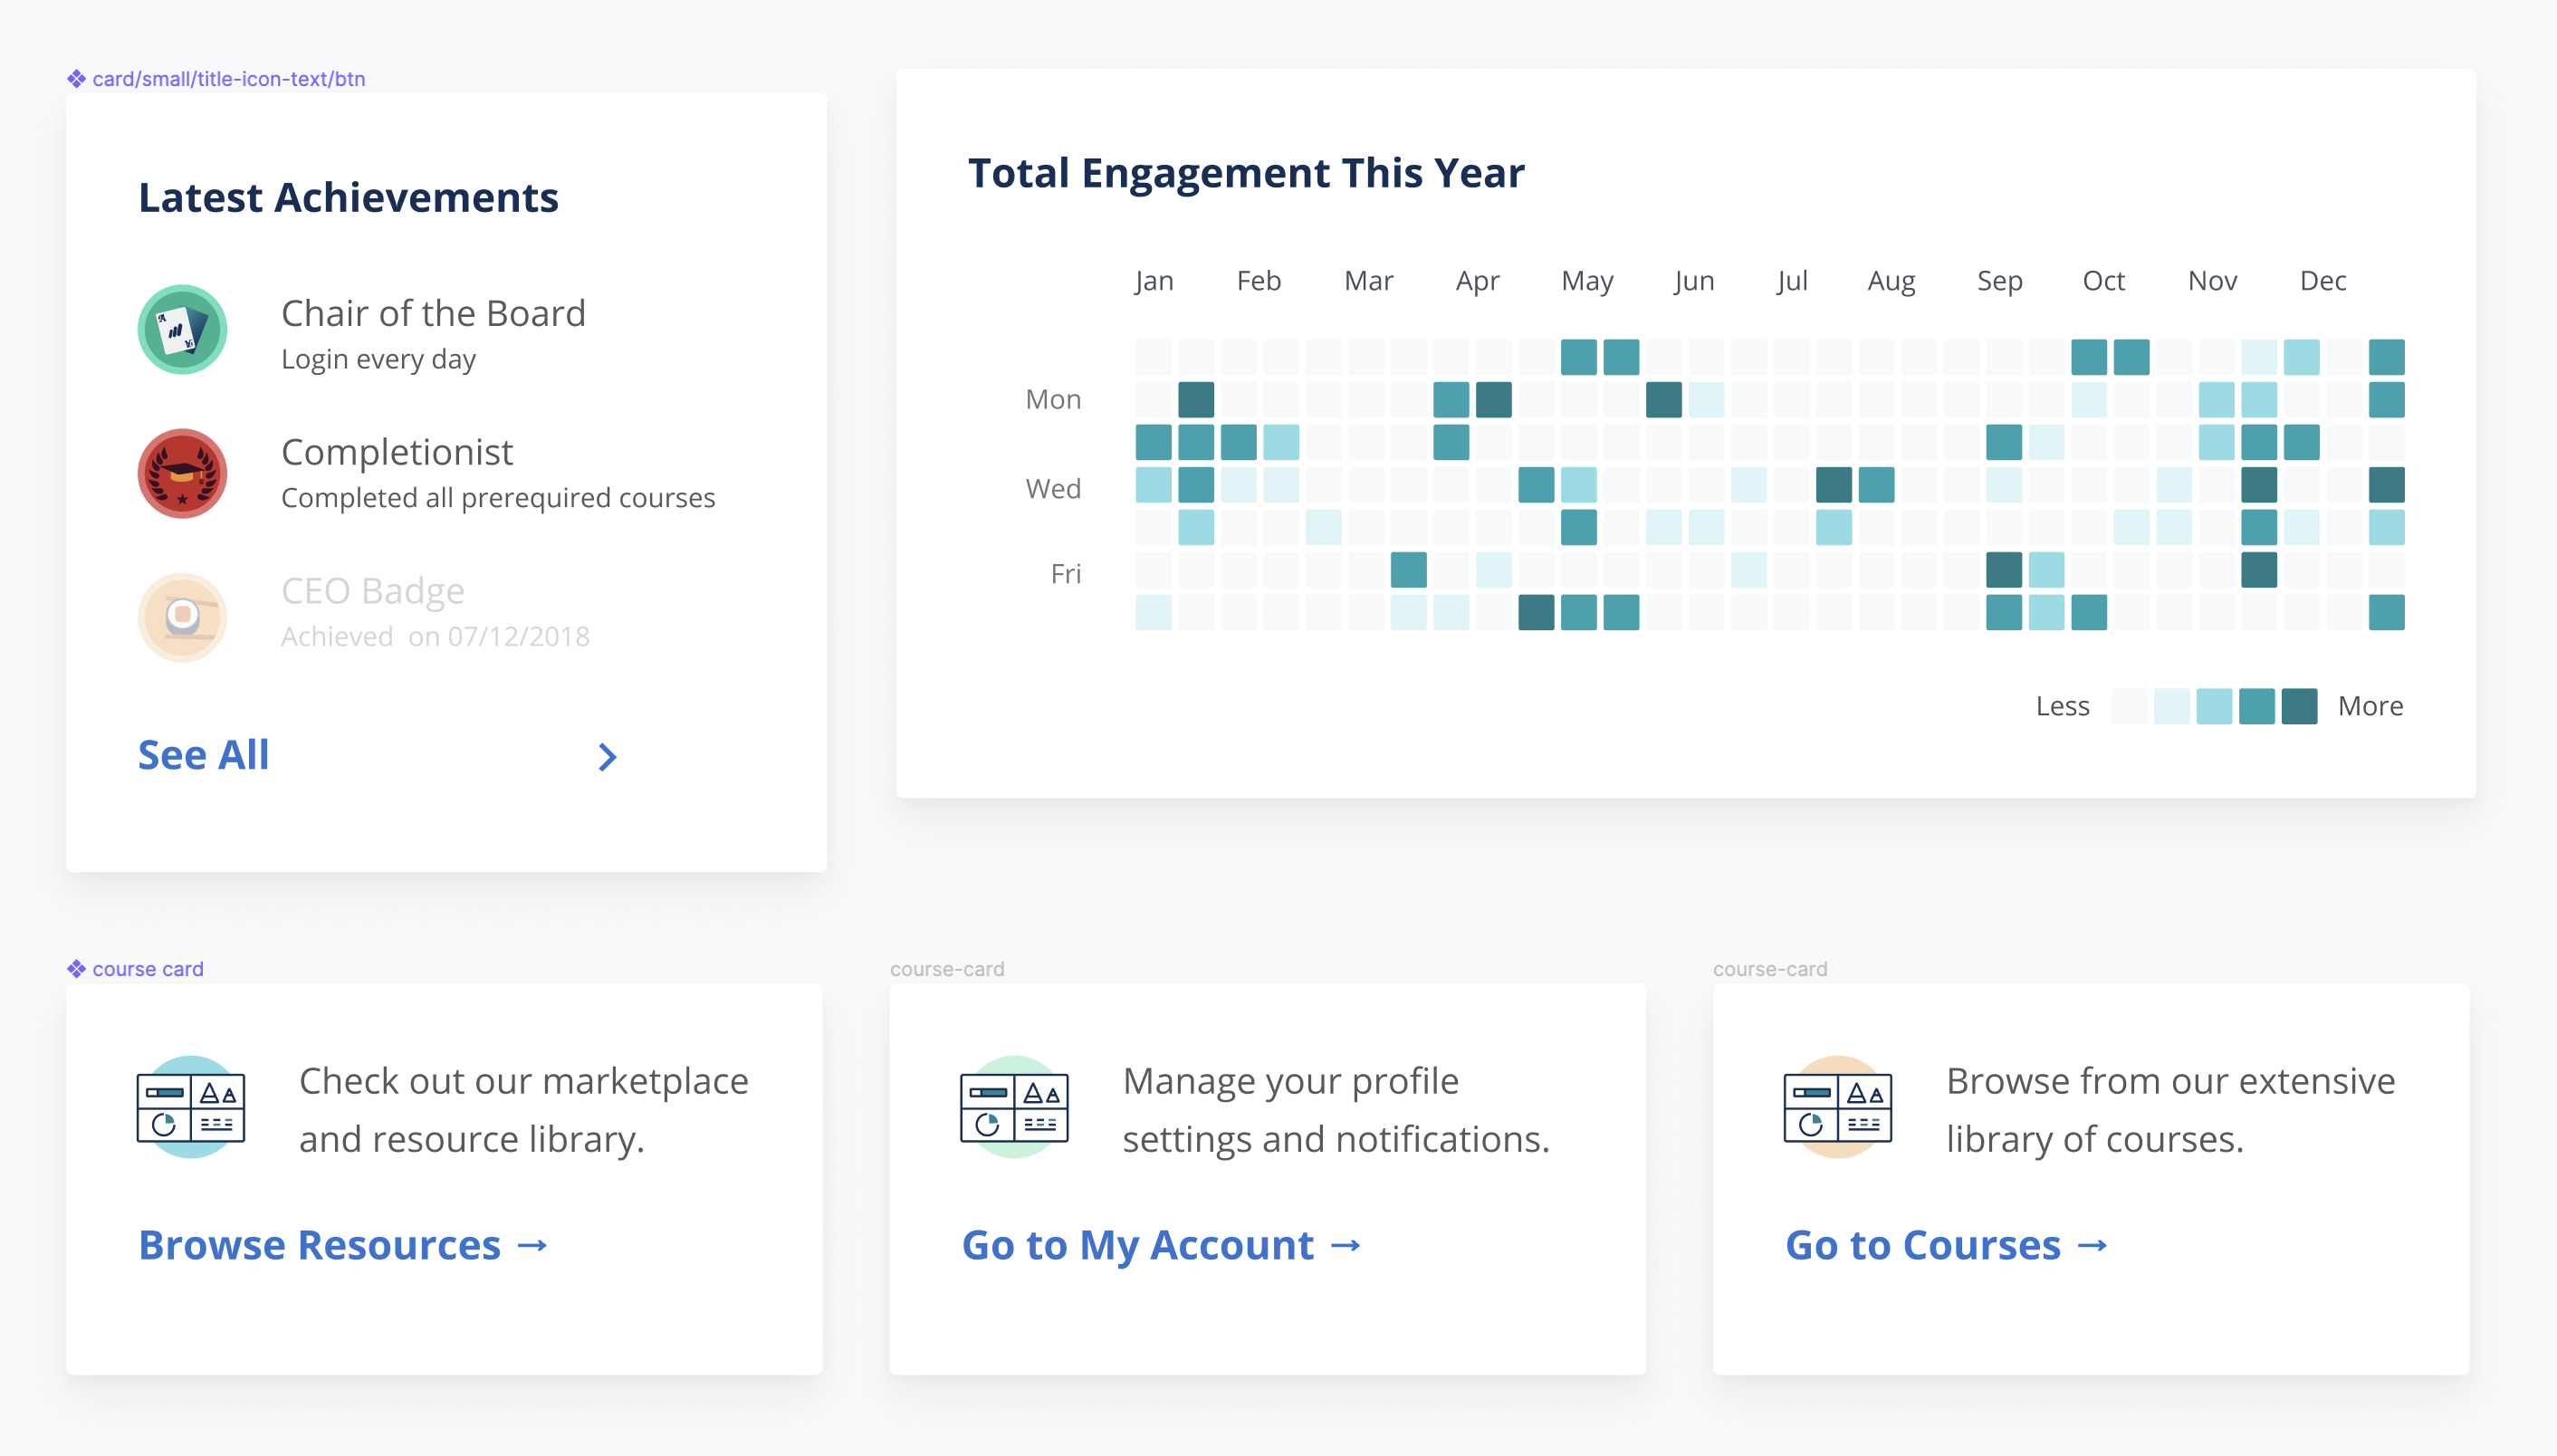 card/small/title-icon-text/btn
Latest Achievements
Chair of the Board
Login every day
Completionist
Completed all prerequired courses
CEO Badge
Achieved  on 07/12/2018
See All
Total Engagement This Year
Jan Feb Mar Apr May Jun Jul Aug Sep Oct Nov Dec
Mon
Wed
Fri
Less More
course card
Check out our marketplace
and resource library.
Browse Resources →
course-card
Manage your profile
settings and notifications.
Go to My Account →
course-card
Browse from our extensive
library of courses.
Go to Courses →